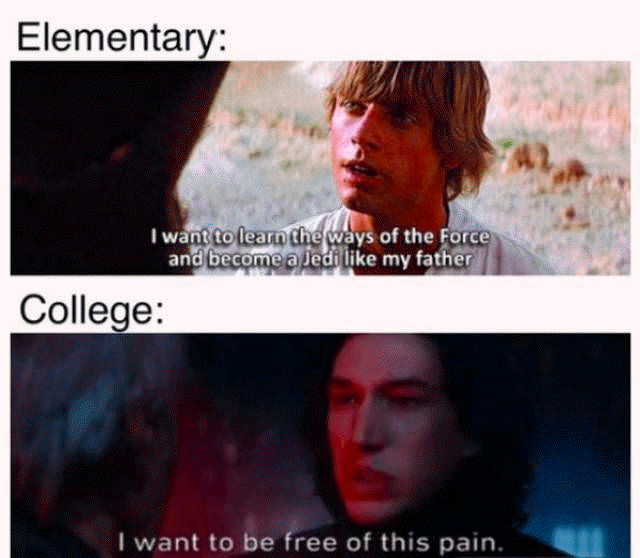 Elementary:
I want to learn the ways of the Force
and become a Jedi like my father
College:
I want to be free of this pain.